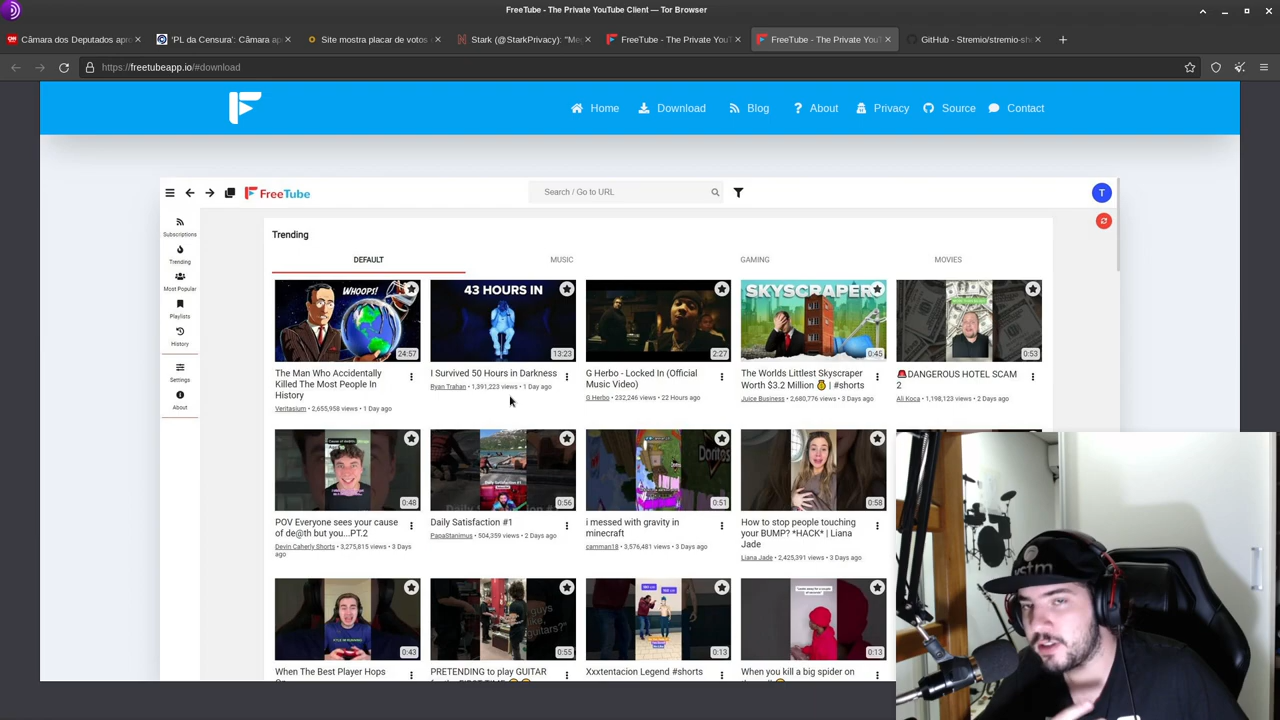 FreeTube - The Private YouTube Client — Tor Browser
Câmara dos Deputados apr
'PL da Censura': Câmara ap
Site mostra placar de votos
Stark (@StarkPrivacy): "Me
FreeTube - The Private YouT
FreeTube - The Private YouT
GitHub - Stremio/stremio-sh
https://freetubeapp.io/#download
Home
Download
Blog
About
Privacy
Source
Contact
FreeTube
Search / Go to URL
T
Subscriptions
Trending
Most Popular
Playlists
History
Settings
About
Trending
DEFAULT
MUSIC
GAMING
MOVIES
WHOOPS!
24:57
The Man Who Accidentally
Killed The Most People In
History
Veritasium • 2,655,958 views • 1 Day ago
43 HOURS IN
13:23
I Survived 50 Hours in Darkness
Ryan Trahan • 1,391,223 views • 1 Day ago
2:27
G Herbo - Locked In (Official
Music Video)
G Herbo • 232,246 views • 22 Hours ago
SKYSCRAPER
0:45
The Worlds Littlest Skyscraper
Worth $3.2 Million 💰 | #shorts
Juice Business • 2,680,776 views • 3 Days ago
0:53
🚨DANGEROUS HOTEL SCAM
2
Ali Koca • 1,198,123 views • 2 Days ago
0:48
POV Everyone sees your cause
of de@th but you...PT.2
Devin Caherly Shorts • 3,275,815 views • 3 Days
ago
0:56
Daily Satisfaction #1
PapaStanimus • 504,359 views • 2 Days ago
Doritos
0:51
i messed with gravity in
minecraft
camman18 • 3,576,481 views • 3 Days ago
0:58
How to stop people touching
your BUMP? *HACK* | Liana
Jade
Liana Jade • 2,425,391 views • 3 Days ago
0:43
When The Best Player Hops
guys
like,
guitars?"
0:55
PRETENDING to play GUITAR
0:13
Xxxtentacion Legend #shorts
0:13
When you kill a big spider on